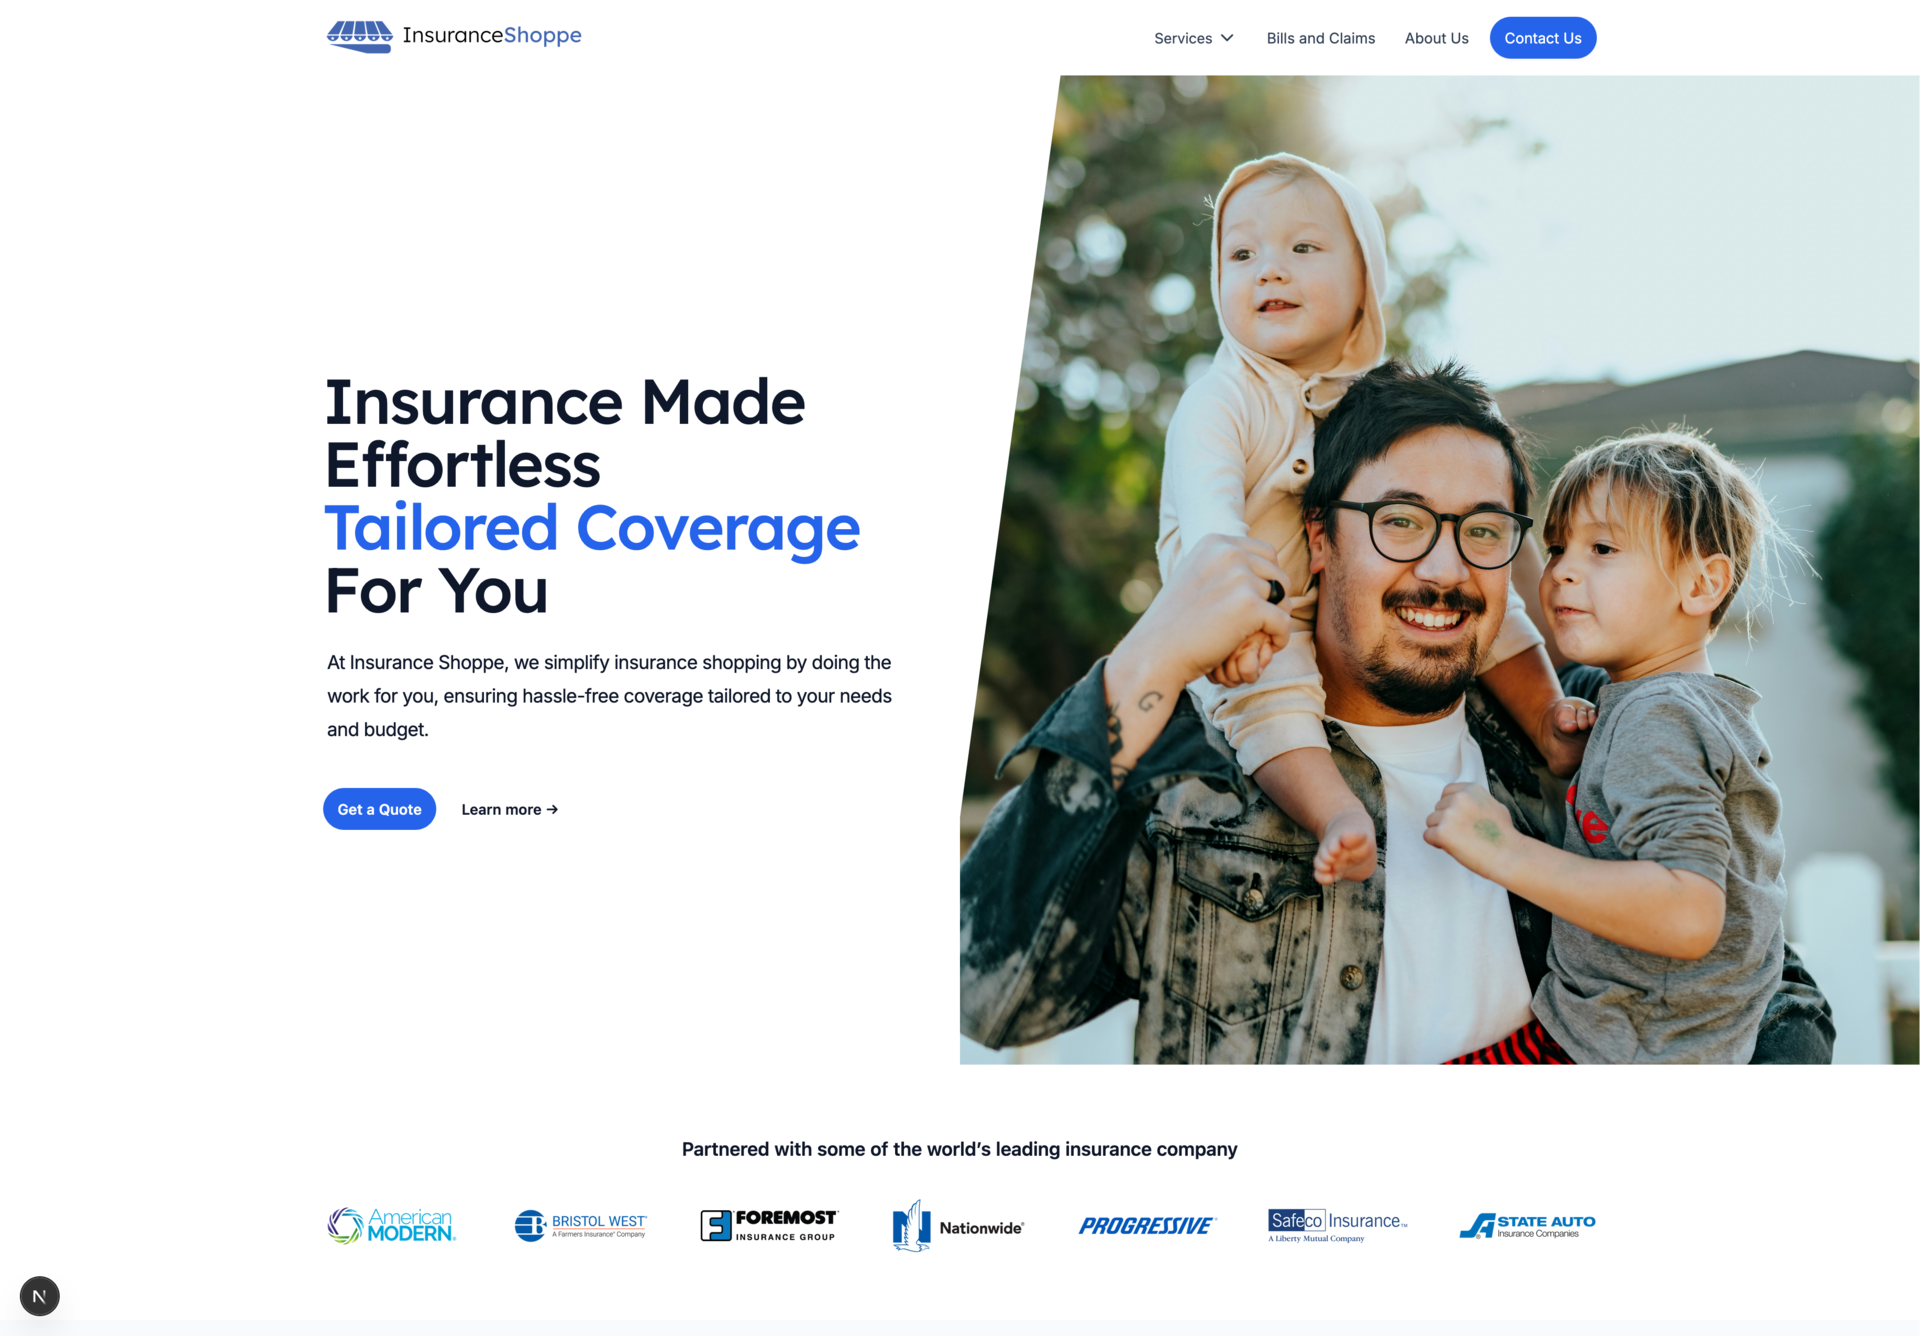 InsuranceShoppe
Services
Bills and Claims
About Us
Contact Us
Insurance Made
Effortless
Tailored Coverage
For You
At Insurance Shoppe, we simplify insurance shopping by doing the
work for you, ensuring hassle-free coverage tailored to your needs
and budget.
Get a Quote
Learn more →
Partnered with some of the world’s leading insurance company
American
MODERN®
B BRISTOL WEST®
A Farmers Insurance® Company
F FOREMOST®
INSURANCE GROUP
N Nationwide®
PROGRESSIVE®
Safeco Insurance™
A Liberty Mutual Company
SA STATE AUTO®
Insurance Companies
N